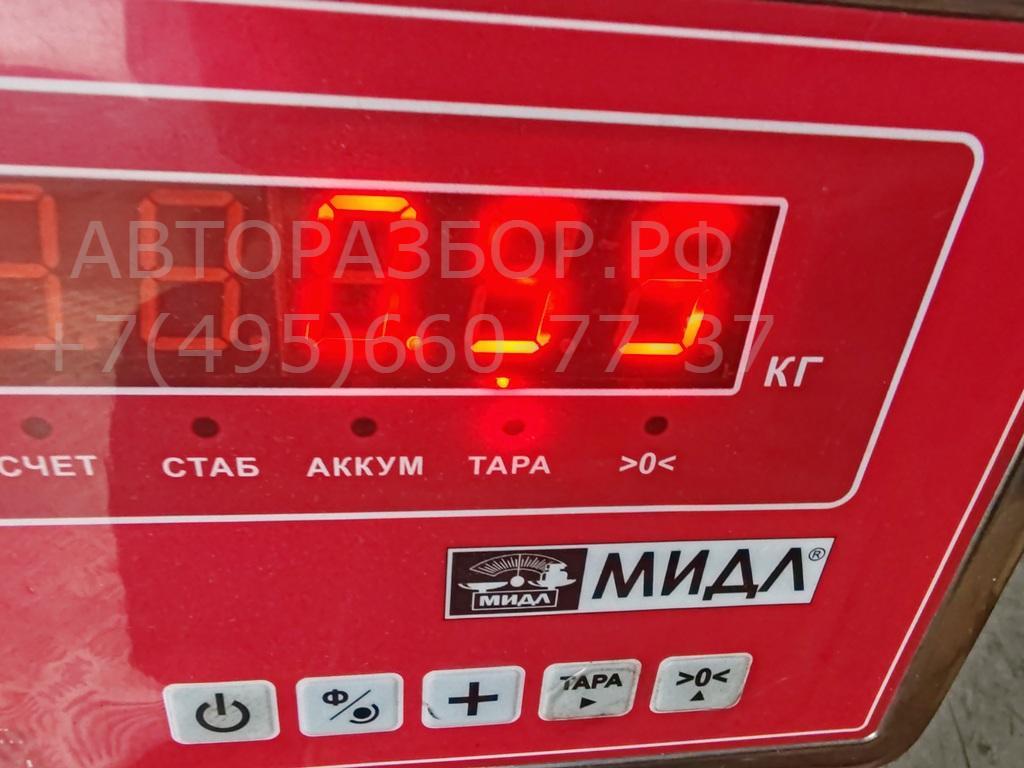 АВТОРАЗБОР.РФ
+7(495)660-77-37
КГ
СЧЕТ СТАБ АККУМ ТАРА >0<
МИДЛ МИДЛ®
Ф ТАРА >0<